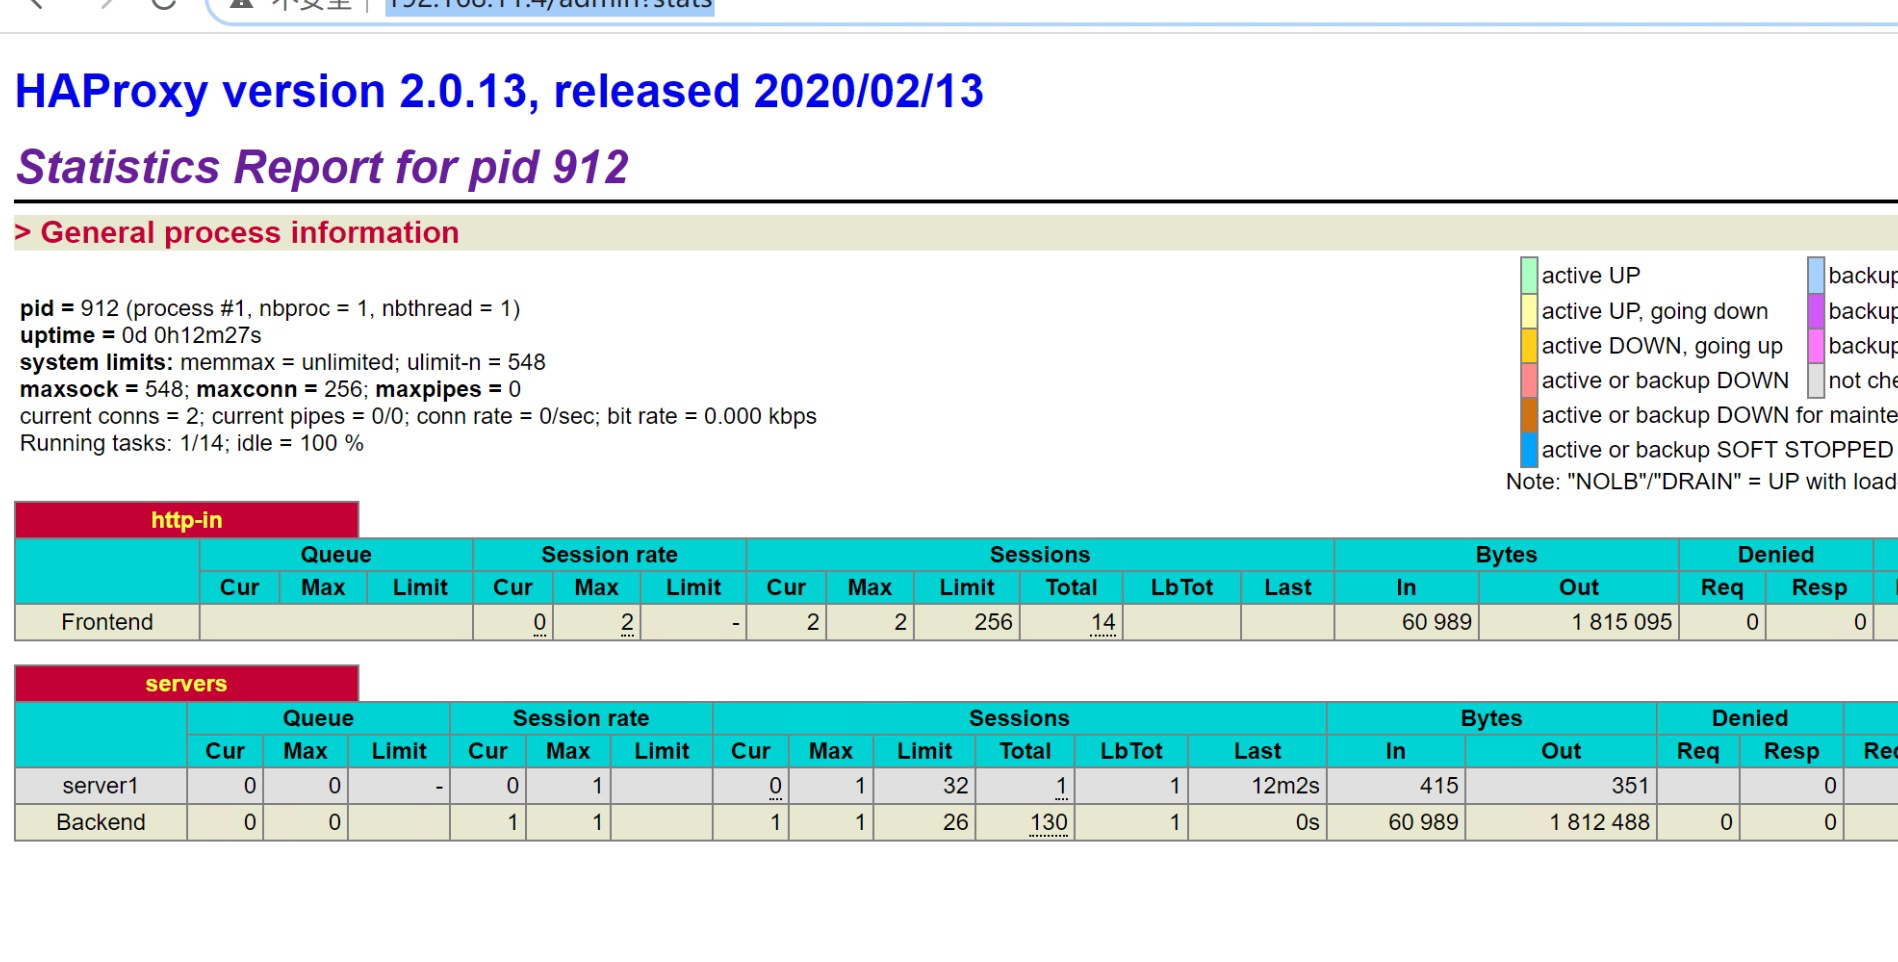 不安全 192.168.11.4/admin?stats
HAProxy version 2.0.13, released 2020/02/13
Statistics Report for pid 912
> General process information
pid = 912 (process #1, nbproc = 1, nbthread = 1)
uptime = 0d 0h12m27s
system limits: memmax = unlimited; ulimit-n = 548
maxsock = 548; maxconn = 256; maxpipes = 0
current conns = 2; current pipes = 0/0; conn rate = 0/sec; bit rate = 0.000 kbps
Running tasks: 1/14; idle = 100 %
active UP backup
active UP, going down backup
active DOWN, going up backup
active or backup DOWN not che
active or backup DOWN for mainte
active or backup SOFT STOPPED
Note: "NOLB"/"DRAIN" = UP with load
http-in
Queue Session rate Sessions Bytes Denied
Cur Max Limit Cur Max Limit Cur Max Limit Total LbTot Last In Out Req Resp
Frontend 0 2 - 2 2 256 14 60 989 1 815 095 0 0
servers
Queue Session rate Sessions Bytes Denied
Cur Max Limit Cur Max Limit Cur Max Limit Total LbTot Last In Out Req Resp Req
server1 0 0 - 0 1 0 1 32 1 1 12m2s 415 351 0
Backend 0 0 1 1 1 1 26 130 1 0s 60 989 1 812 488 0 0